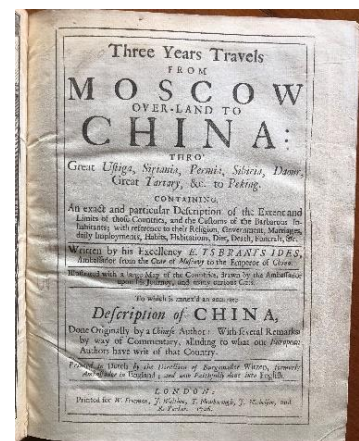 Three Years Travels
FROM
MOSCOW
OVER-LAND TO
CHINA:
THRO'
Great Ustiga, Siriania, Permia, Sibiria, Daour,
Great Tartary, &c. to Peking.
CONTAINING,
An exact and particular Description of the Extent and
Limits of those Countries, and the Customs of the Barbarous In-
habitants; with reference to their Religion, Government, Marriages,
daily Imployments, Habits, Habitations, Diet, Death, Funerals, &c.
Written by his Excellency E. YSBRANTS IDES,
Ambassador from the Czar of Muscovy to the Emperor of China.
Illustrated with a large Map of the Countries, drawn by the Ambassador
upon his Journey, and many curious Cuts.
To which is annex'd an accurate
Description of CHINA,
Done Originally by a Chinese Author: With several Remarks
by way of Commentary, alluding to what our European
Authors have writ of that Country.
Printed in Dutch by the Direction of Burgomaster Witzen, formerly
Ambassador in England; and now Faithfully done into English.
LONDON,
Printed for W. Freeman, J. Walthoe, T. Newborough, J. Nicholson, and
R. Parker. 1706.